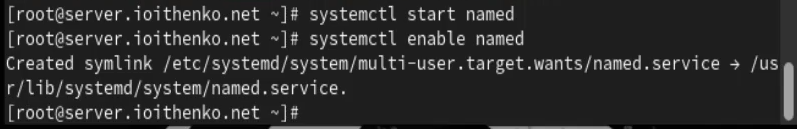 [root@server.ioithenko.net ~]# systemctl start named
[root@server.ioithenko.net ~]# systemctl enable named
Created symlink /etc/systemd/system/multi-user.target.wants/named.service → /us
r/lib/systemd/system/named.service.
[root@server.ioithenko.net ~]#